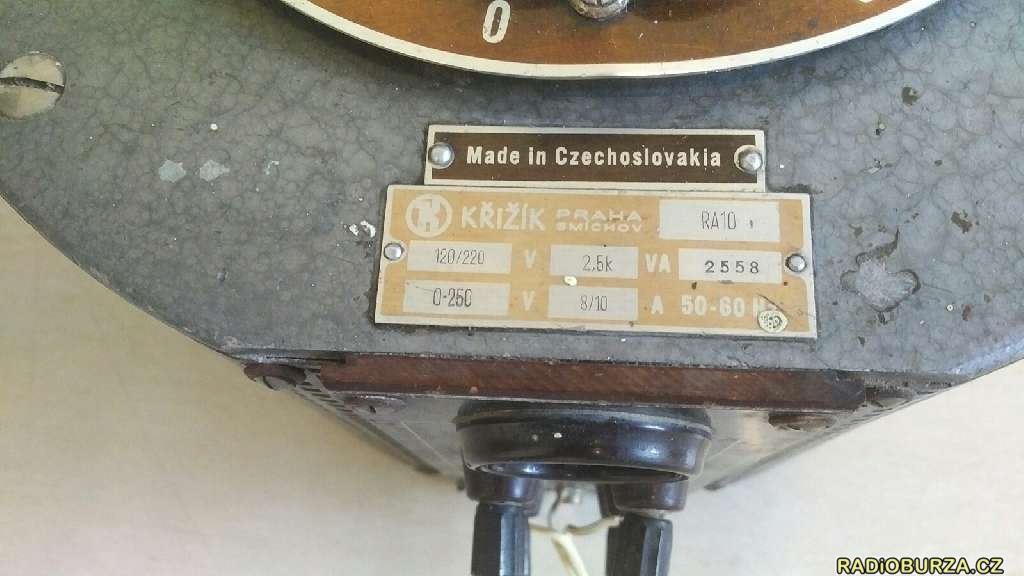 0
Made in Czechoslovakia
KŘIŽÍK PRAHA SMÍCHOV RA10
120/220 V 2,5k VA 2558
0-250 V 8/10 A 50-60 Hz
RADIOBURZA.CZ